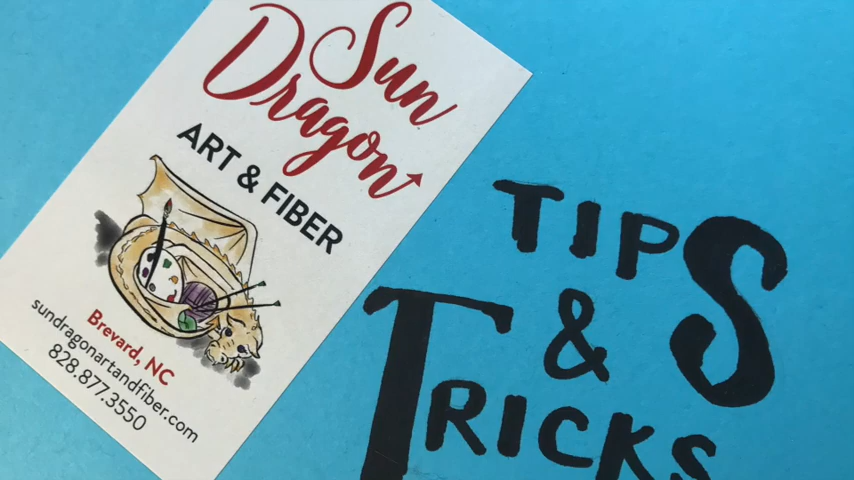 Sun
Dragon
ART & FIBER
Brevard, NC
sundragonartandfiber.com
828.877.3550
TIPS
&
TRICKS